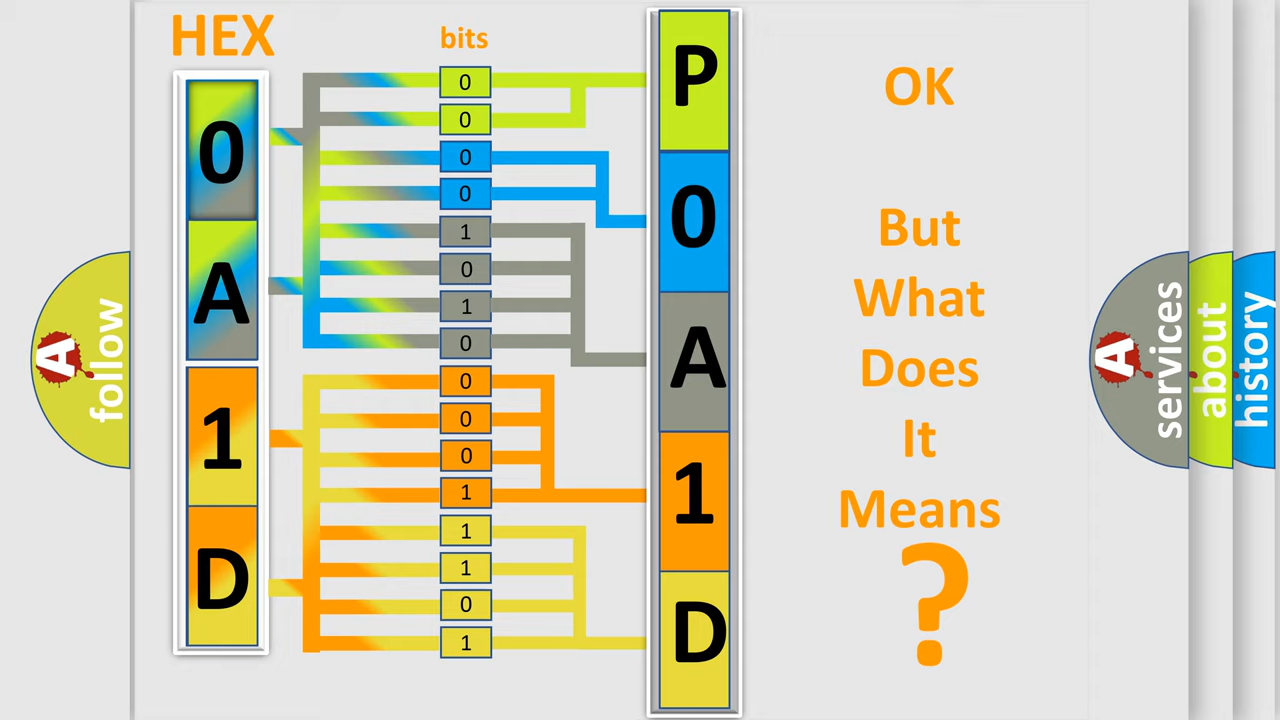 HEX
bits
0
A
1
D
0
0
0
0
1
0
1
0
0
0
0
1
1
1
0
1
P
0
A
1
D
OK
But
What
Does
It
Means
?
A
follow
A
services
about
history